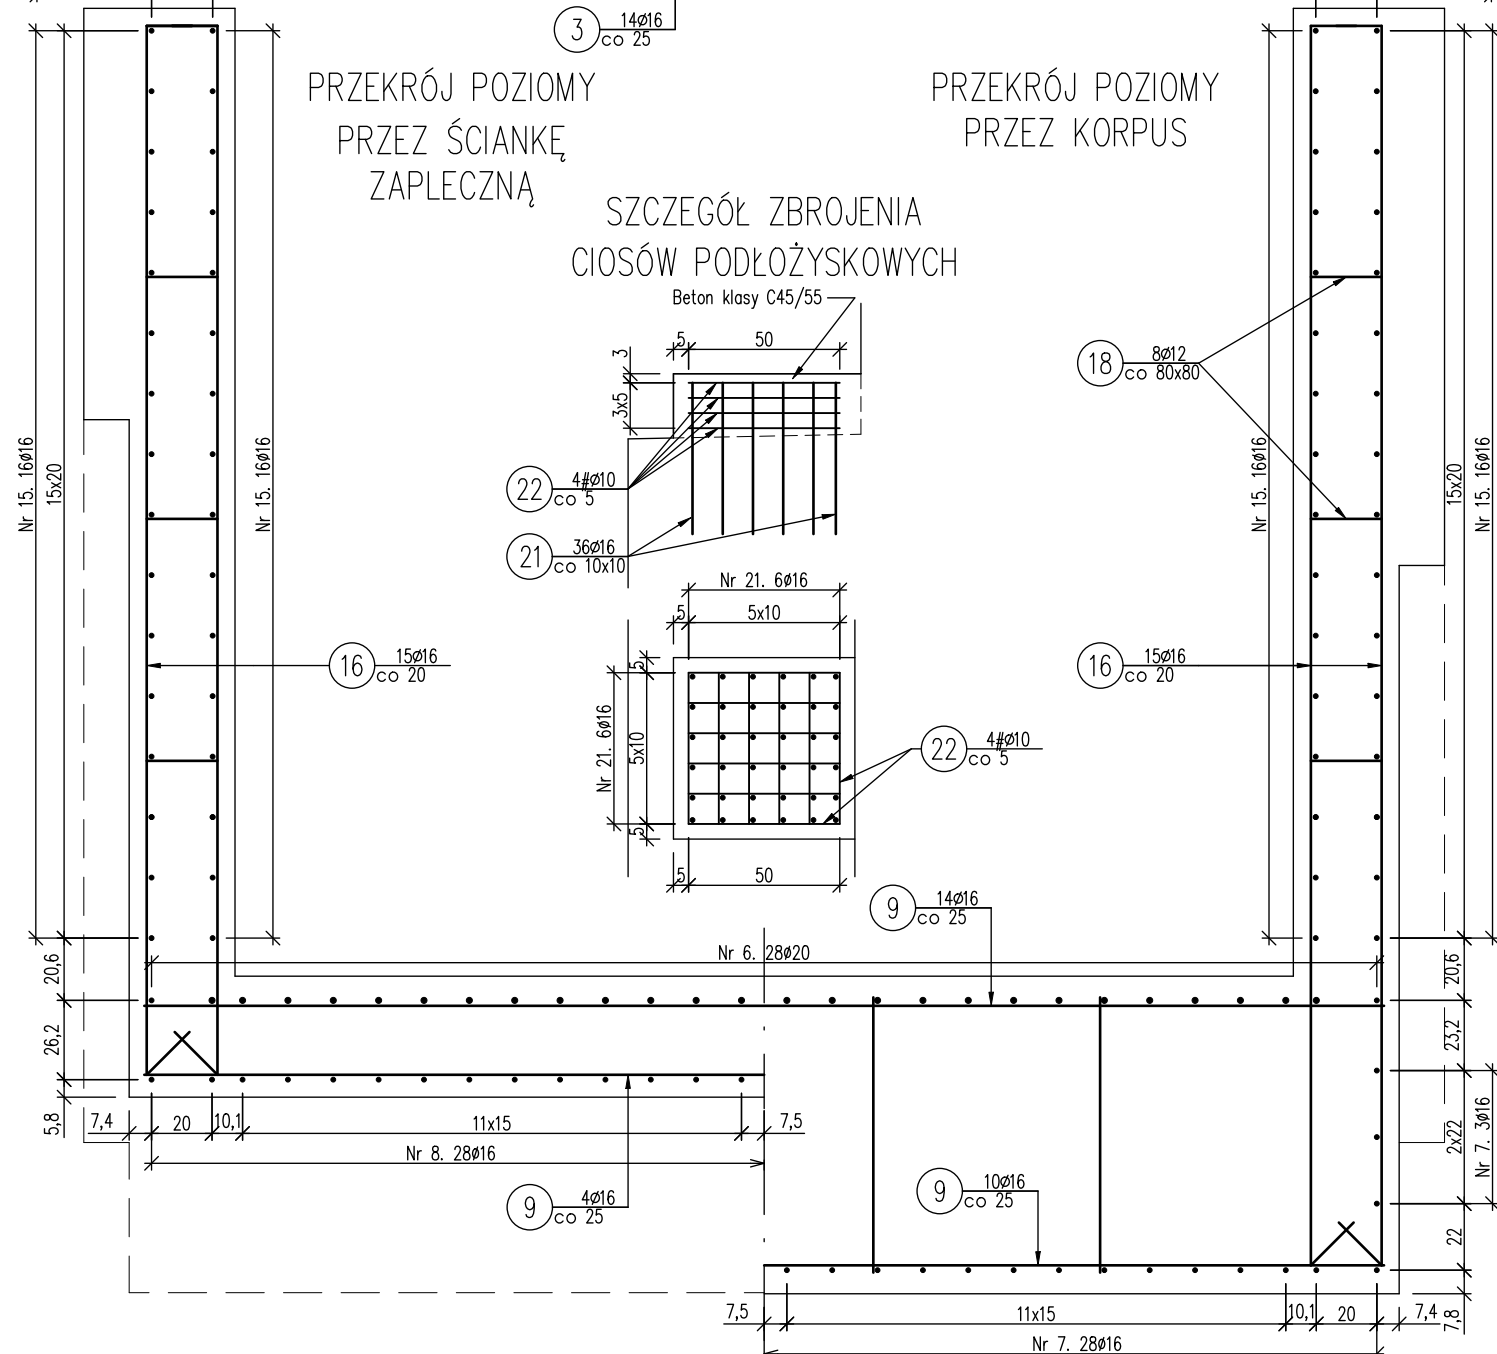 3 14ø16
co 25
PRZEKRÓJ POZIOMY
PRZEZ ŚCIANKĘ
ZAPLECZNĄ
PRZEKRÓJ POZIOMY
PRZEZ KORPUS
SZCZEGÓŁ ZBROJENIA
CIOSÓW PODŁOŻYSKOWYCH
Beton klasy C45/55
5 50
3
3x5
22 4#ø10
co 5
21 36ø16
co 10x10
18 8ø12
co 80x80
Nr 15. 16ø16
15x20
Nr 15. 16ø16
Nr 15. 16ø16
15x20
Nr 15. 16ø16
Nr 21. 6ø16
5 5x10
16 15ø16
co 20
16 15ø16
co 20
5
Nr 21. 6ø16
5x10
5
22 4#ø10
co 5
5 50
9 14ø16
co 25
Nr 6. 28ø20
20,6
26,2
5,8
20,6
23,2
2x22
Nr 7. 3ø16
22
7,8
7,4 20 10,1 11x15 7,5
Nr 8. 28ø16
9 4ø16
co 25
9 10ø16
co 25
7,5 11x15 10,1 20 7,4
Nr 7. 28ø16